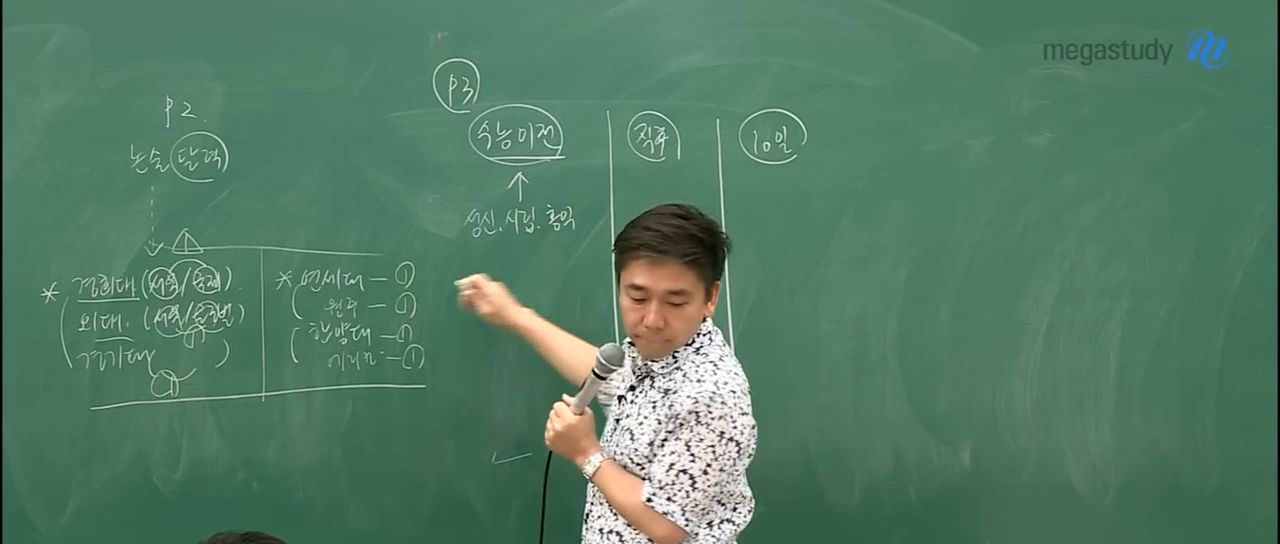 megastudy
P2.
논술 달력
경희대 (서울/국제).
외대. (서울/글로벌)
경기대
* 연세대 - ①
원주 - ①
한양대 - ①
에리카 - ①
P3
수능이전
직후
10일
성신. 시립. 홍익